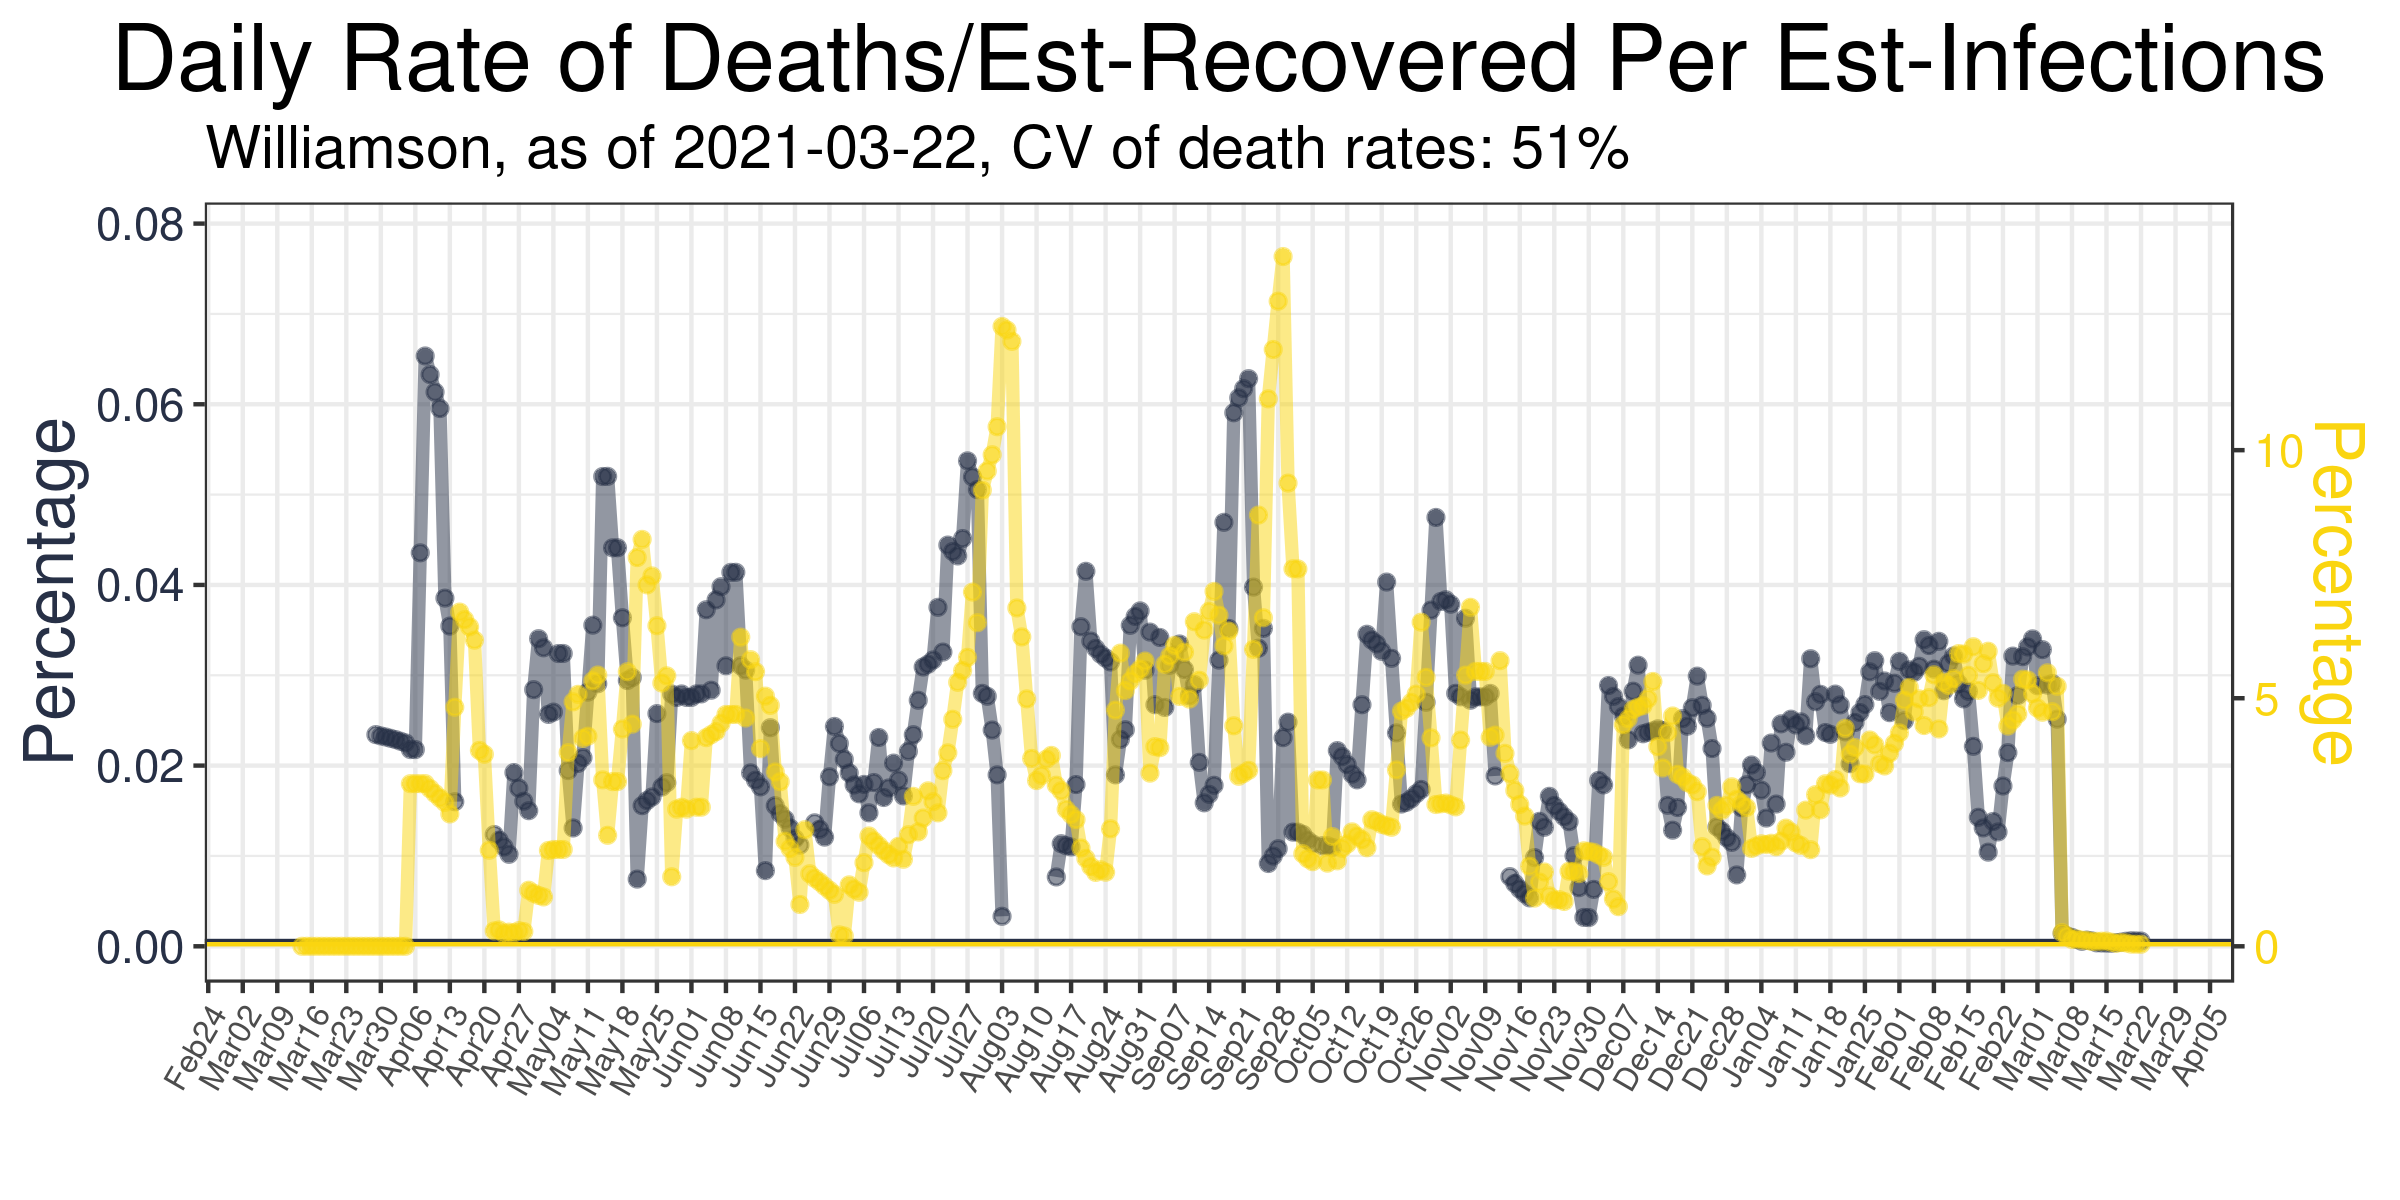 Daily Rate of Deaths/Est-Recovered Per Est-Infections
Williamson, as of 2021-03-22, CV of death rates: 51%
Percentage
0.08
0.06
0.04
0.02
0.00
10
5
0
Percentage
Feb24
Mar02
Mar09
Mar16
Mar23
Mar30
Apr06
Apr13
Apr20
Apr27
May04
May11
May18
May25
Jun01
Jun08
Jun15
Jun22
Jun29
Jul06
Jul13
Jul20
Jul27
Aug03
Aug10
Aug17
Aug24
Aug31
Sep07
Sep14
Sep21
Sep28
Oct05
Oct12
Oct19
Oct26
Nov02
Nov09
Nov16
Nov23
Nov30
Dec07
Dec14
Dec21
Dec28
Jan04
Jan11
Jan18
Jan25
Feb01
Feb08
Feb15
Feb22
Mar01
Mar08
Mar15
Mar22
Mar29
Apr05